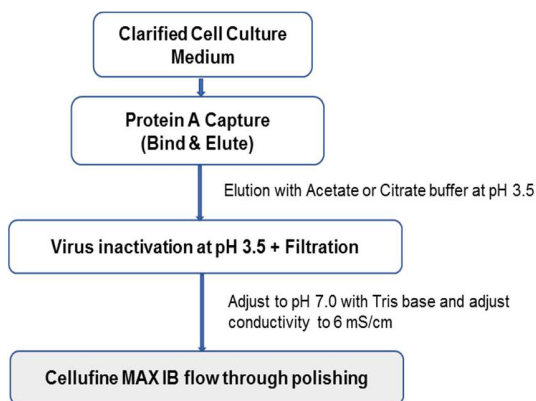 Clarified Cell Culture
Medium
Protein A Capture
(Bind & Elute)
Elution with Acetate or Citrate buffer at pH 3.5
Virus inactivation at pH 3.5 + Filtration
Adjust to pH 7.0 with Tris base and adjust
conductivity to 6 mS/cm
Cellufine MAX IB flow through polishing